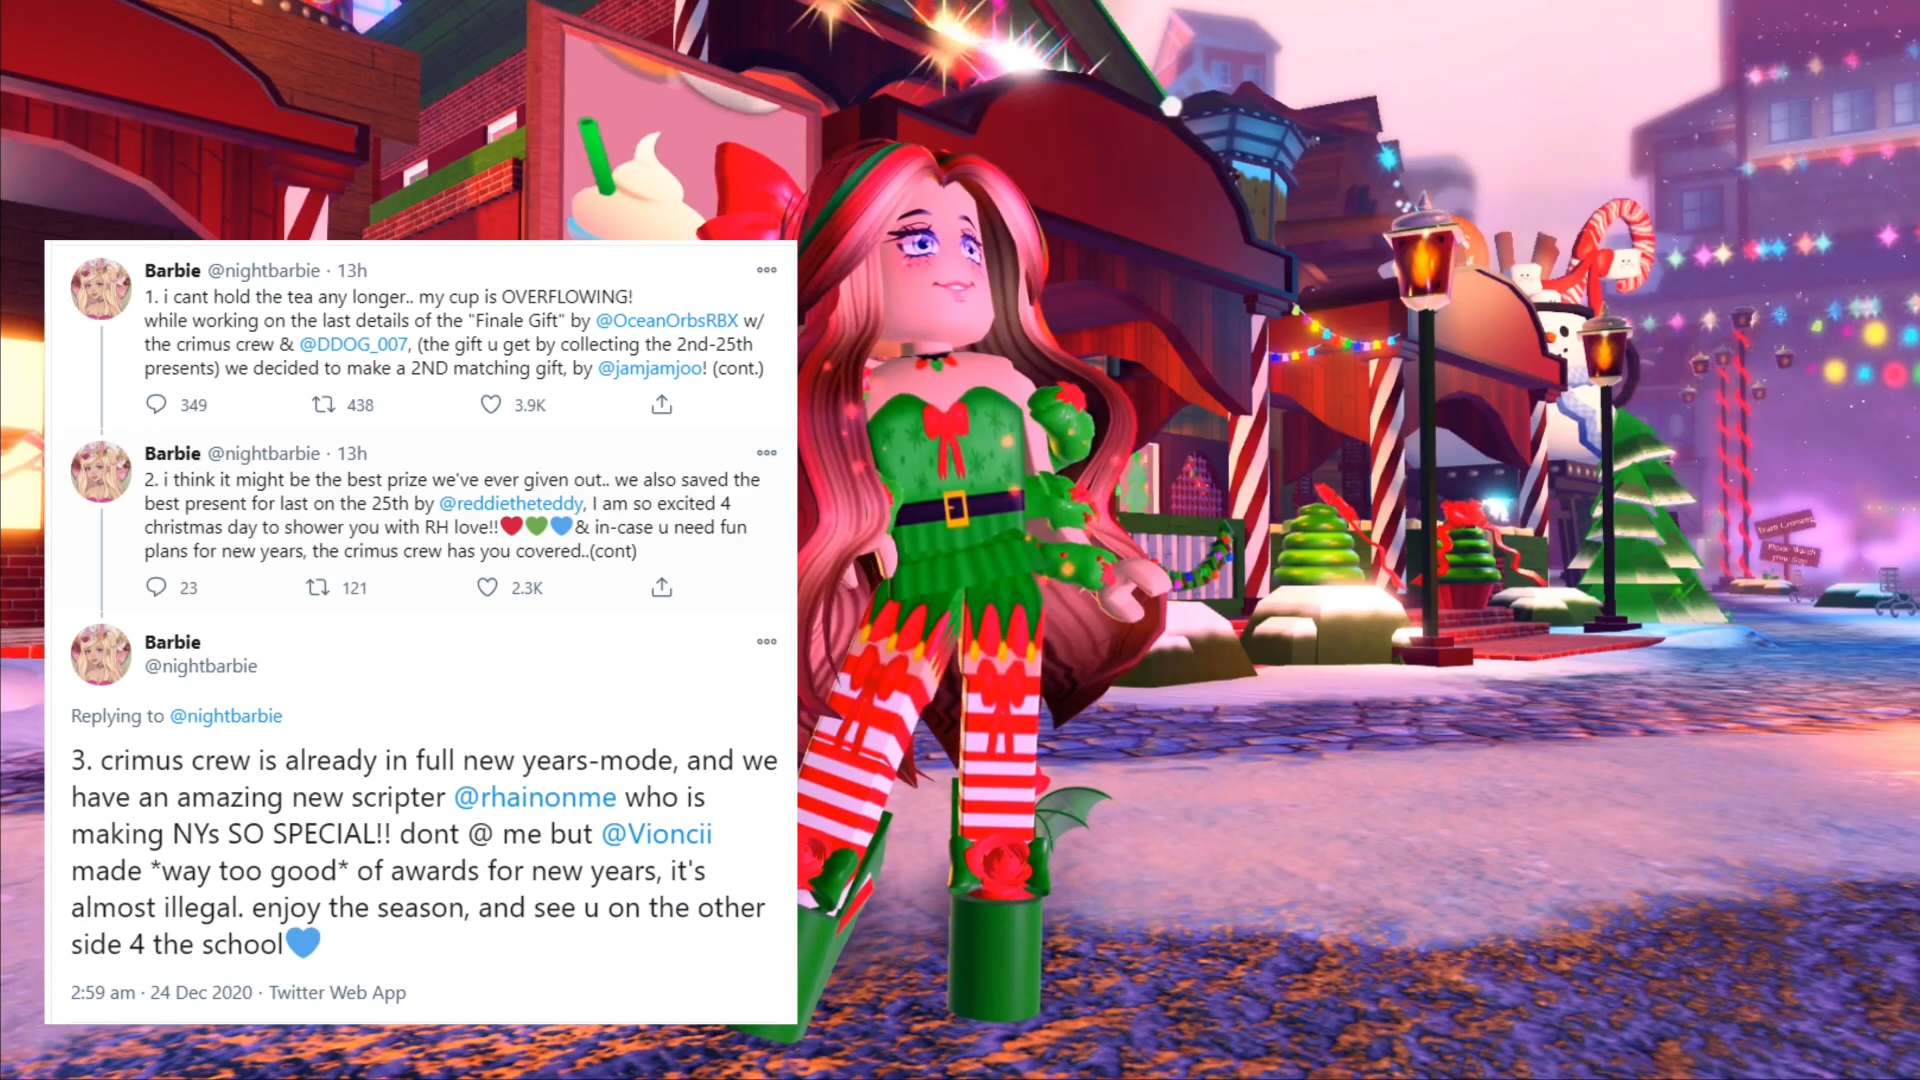 Barbie @nightbarbie · 13h
1. i cant hold the tea any longer.. my cup is OVERFLOWING!
while working on the last details of the "Finale Gift" by @OceanOrbsRBX w/
the crimus crew & @DDOG_007, (the gift u get by collecting the 2nd-25th
presents) we decided to make a 2ND matching gift, by @jamjamjoo! (cont.)
349 438 3.9K
Barbie @nightbarbie · 13h
2. i think it might be the best prize we've ever given out.. we also saved the
best present for last on the 25th by @reddietheteddy, I am so excited 4
christmas day to shower you with RH love!!❤️💚💙& in-case u need fun
plans for new years, the crimus crew has you covered..(cont)
23 121 2.3K
Barbie
@nightbarbie
Replying to @nightbarbie
3. crimus crew is already in full new years-mode, and we
have an amazing new scripter @rhainonme who is
making NYs SO SPECIAL!! dont @ me but @Vioncii
made *way too good* of awards for new years, it's
almost illegal. enjoy the season, and see u on the other
side 4 the school💙
2:59 am · 24 Dec 2020 · Twitter Web App
Train Crossing
Please Watch
your Step